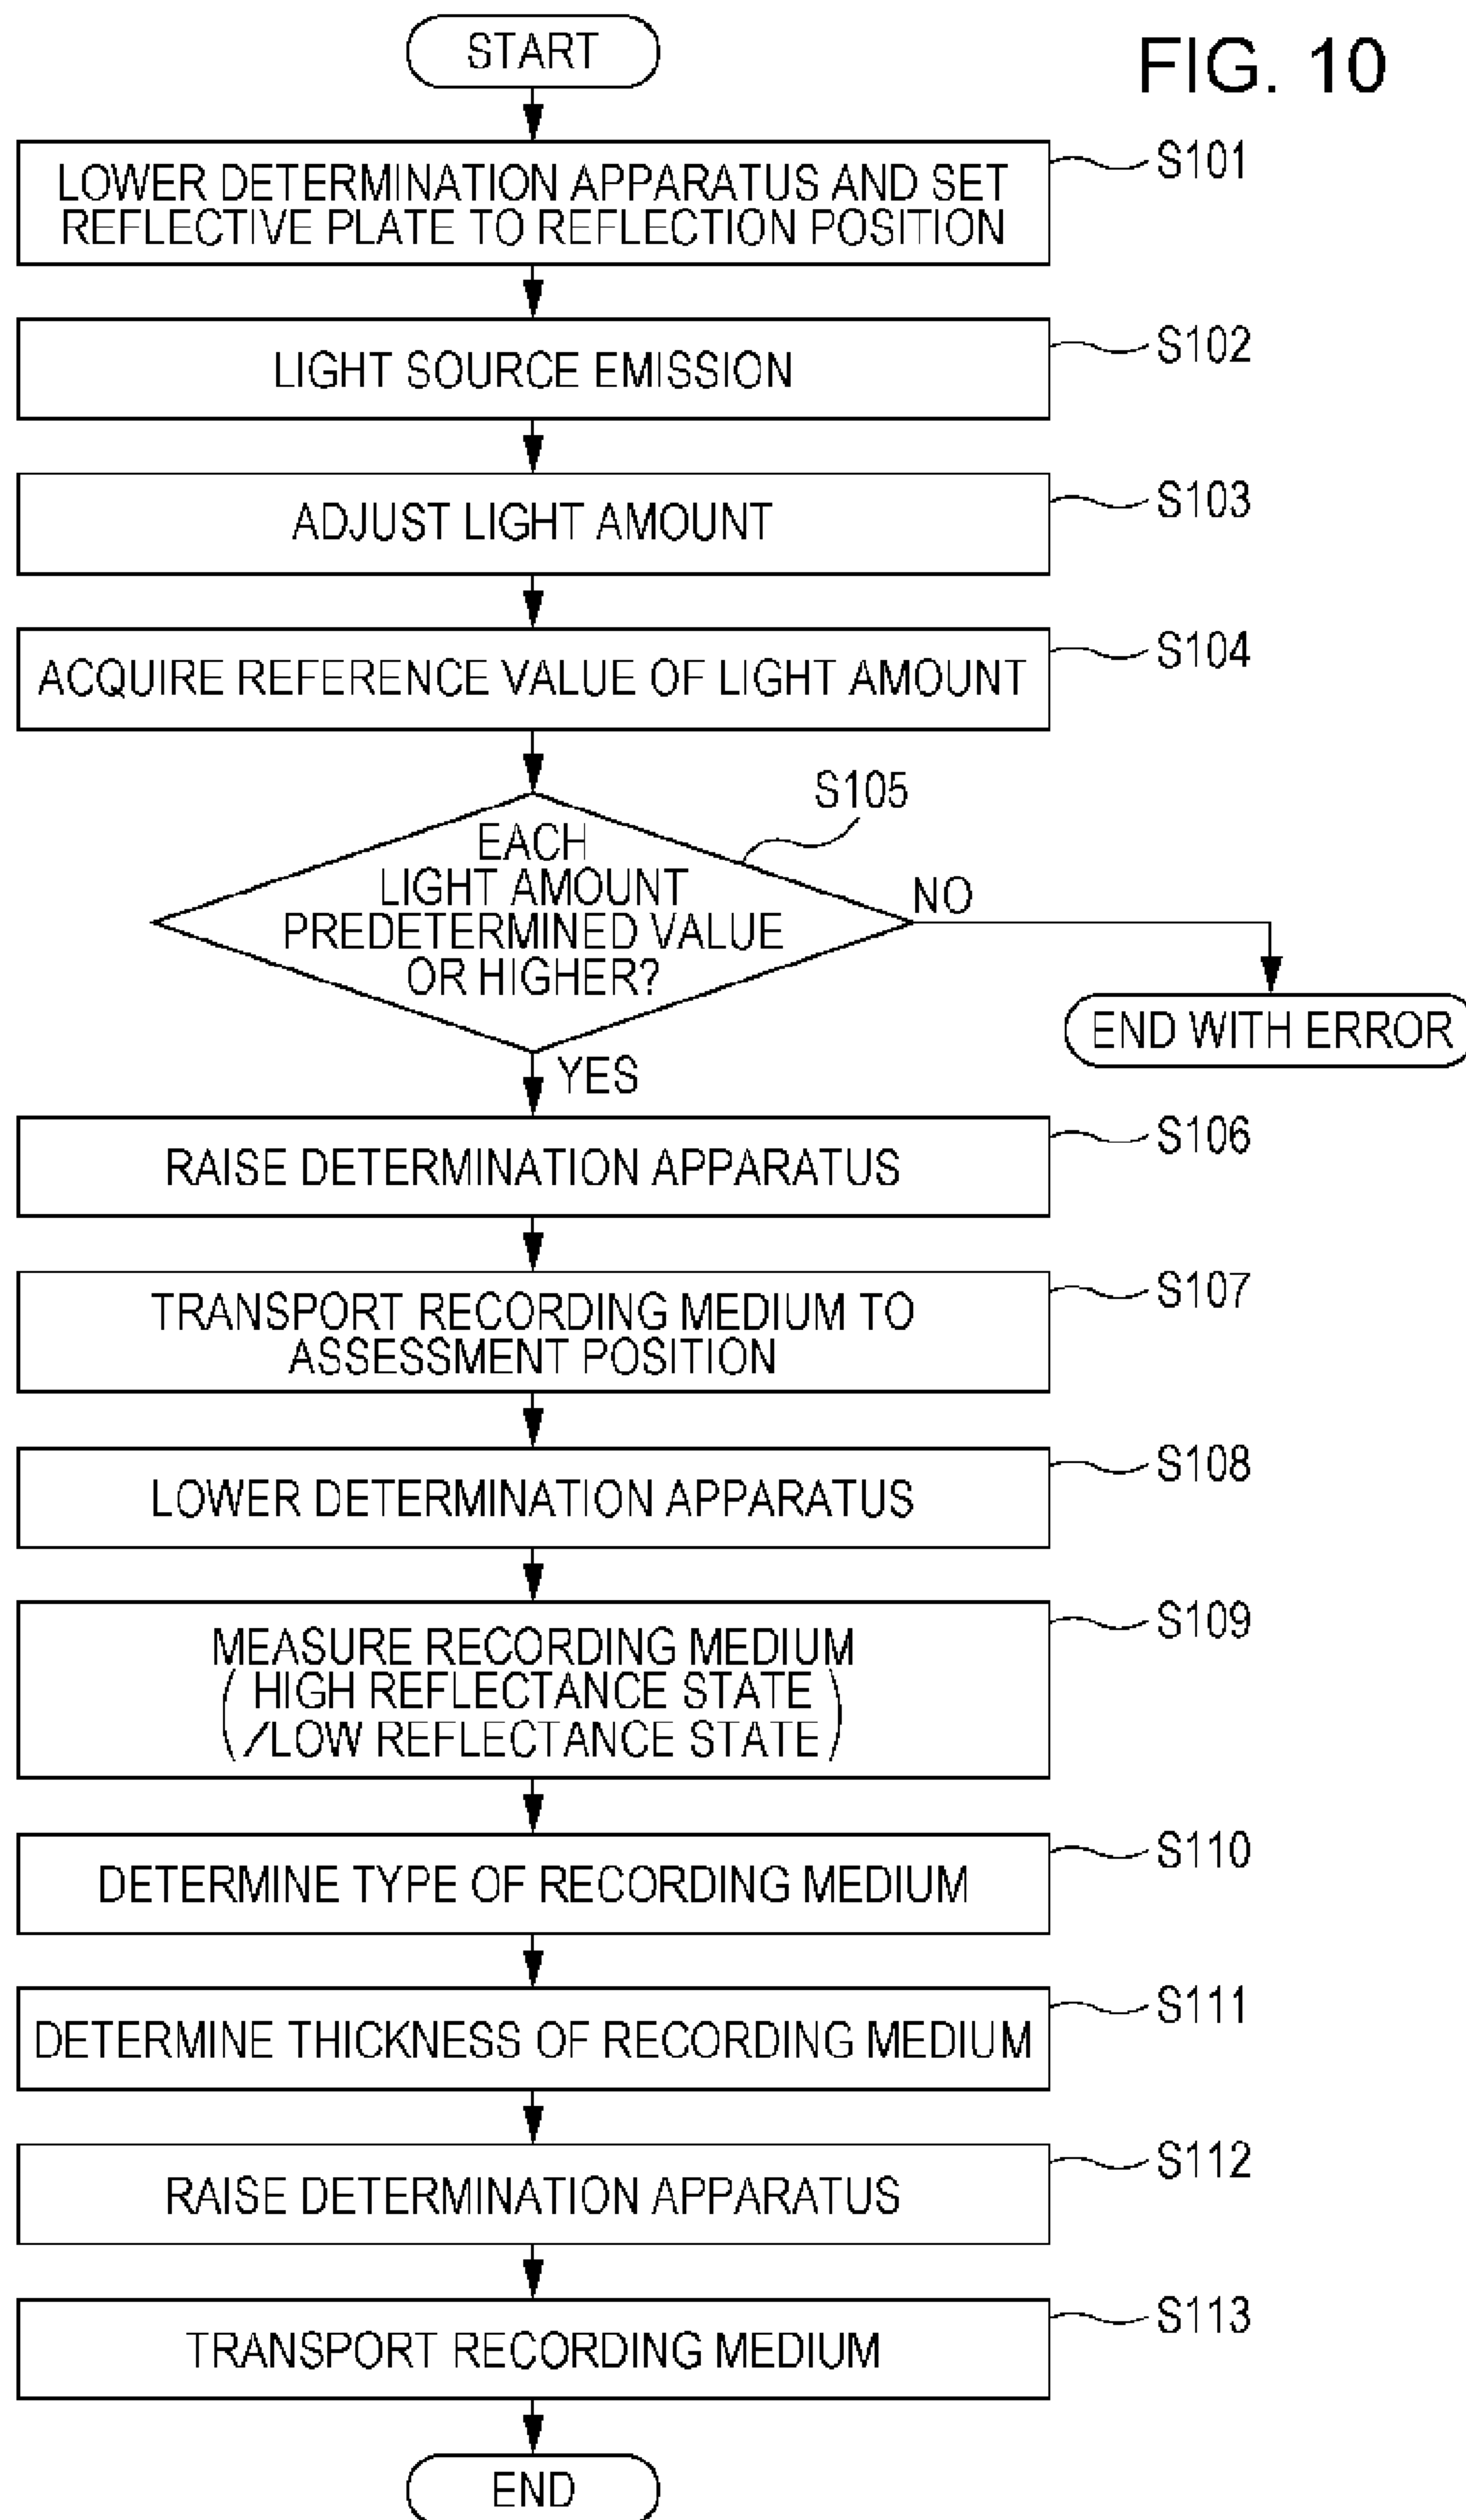 START
FIG. 10
LOWER DETERMINATION APPARATUS AND SET
REFLECTIVE PLATE TO REFLECTION POSITION
S101
LIGHT SOURCE EMISSION
S102
ADJUST LIGHT AMOUNT
S103
ACQUIRE REFERENCE VALUE OF LIGHT AMOUNT
S104
S105
EACH
LIGHT AMOUNT
PREDETERMINED VALUE
OR HIGHER?
NO
END WITH ERROR
YES
RAISE DETERMINATION APPARATUS
S106
TRANSPORT RECORDING MEDIUM TO
ASSESSMENT POSITION
S107
LOWER DETERMINATION APPARATUS
S108
MEASURE RECORDING MEDIUM
(HIGH REFLECTANCE STATE
/LOW REFLECTANCE STATE)
S109
DETERMINE TYPE OF RECORDING MEDIUM
S110
DETERMINE THICKNESS OF RECORDING MEDIUM
S111
RAISE DETERMINATION APPARATUS
S112
TRANSPORT RECORDING MEDIUM
S113
END